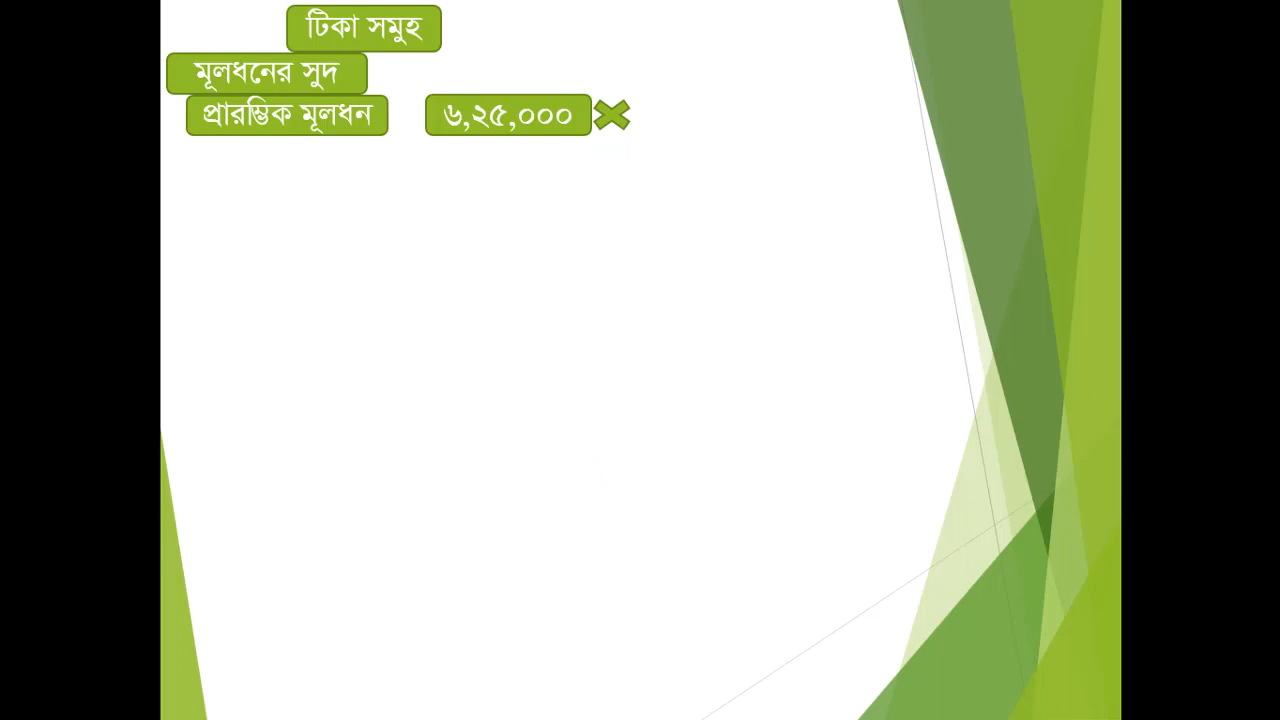 টিকা সমুহ
মূলধনের সুদ
প্রারম্ভিক মূলধন ৬,২৫,০০০